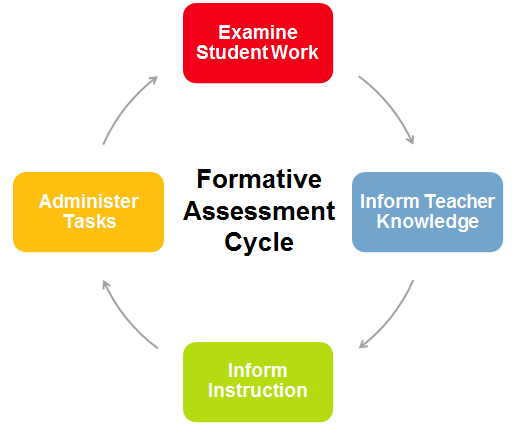 Examine
Student Work
Administer
Tasks
Formative
Assessment
Cycle
Inform Teacher
Knowledge
Inform
Instruction